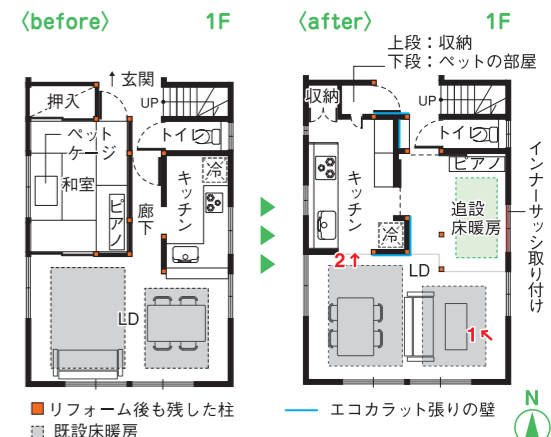 〈before〉 1F
↑玄関
押入
UP
ペット
ケージ
トイレ
和室
ピアノ
廊下
キッチン
冷
LD
〈after〉 1F
上段：収納
下段：ペットの部屋
収納
UP
トイレ
ピアノ
キッチン
冷
追設
床暖房
インナーサッシ取り付け
2↑
LD
1↖
リフォーム後も残した柱
既設床暖房
エコカラット張りの壁
N